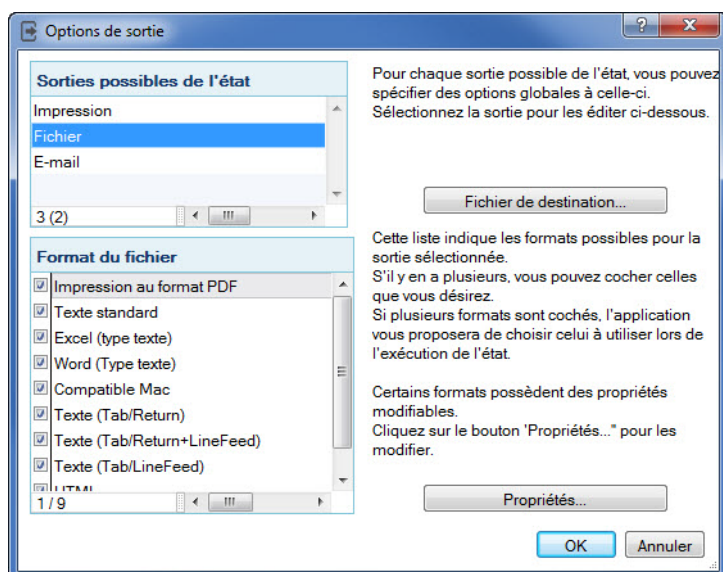 Options de sortie
?
X
Sorties possibles de l'état
Impression
Fichier
E-mail
3 (2)
Pour chaque sortie possible de l'état, vous pouvez
spécifier des options globales à celle-ci.
Sélectionnez la sortie pour les éditer ci-dessous.
Fichier de destination...
Format du fichier
Impression au format PDF
Texte standard
Excel (type texte)
Word (Type texte)
Compatible Mac
Texte (Tab/Return)
Texte (Tab/Return+LineFeed)
Texte (Tab/LineFeed)
HTML
1 / 9
Cette liste indique les formats possibles pour la
sortie sélectionnée.
S'il y en a plusieurs, vous pouvez cocher celles
que vous désirez.
Si plusieurs formats sont cochés, l'application
vous proposera de choisir celui à utiliser lors de
l'exécution de l'état.
Certains formats possèdent des propriétés
modifiables.
Cliquez sur le bouton 'Propriétés..." pour les
modifier.
Propriétés...
OK
Annuler